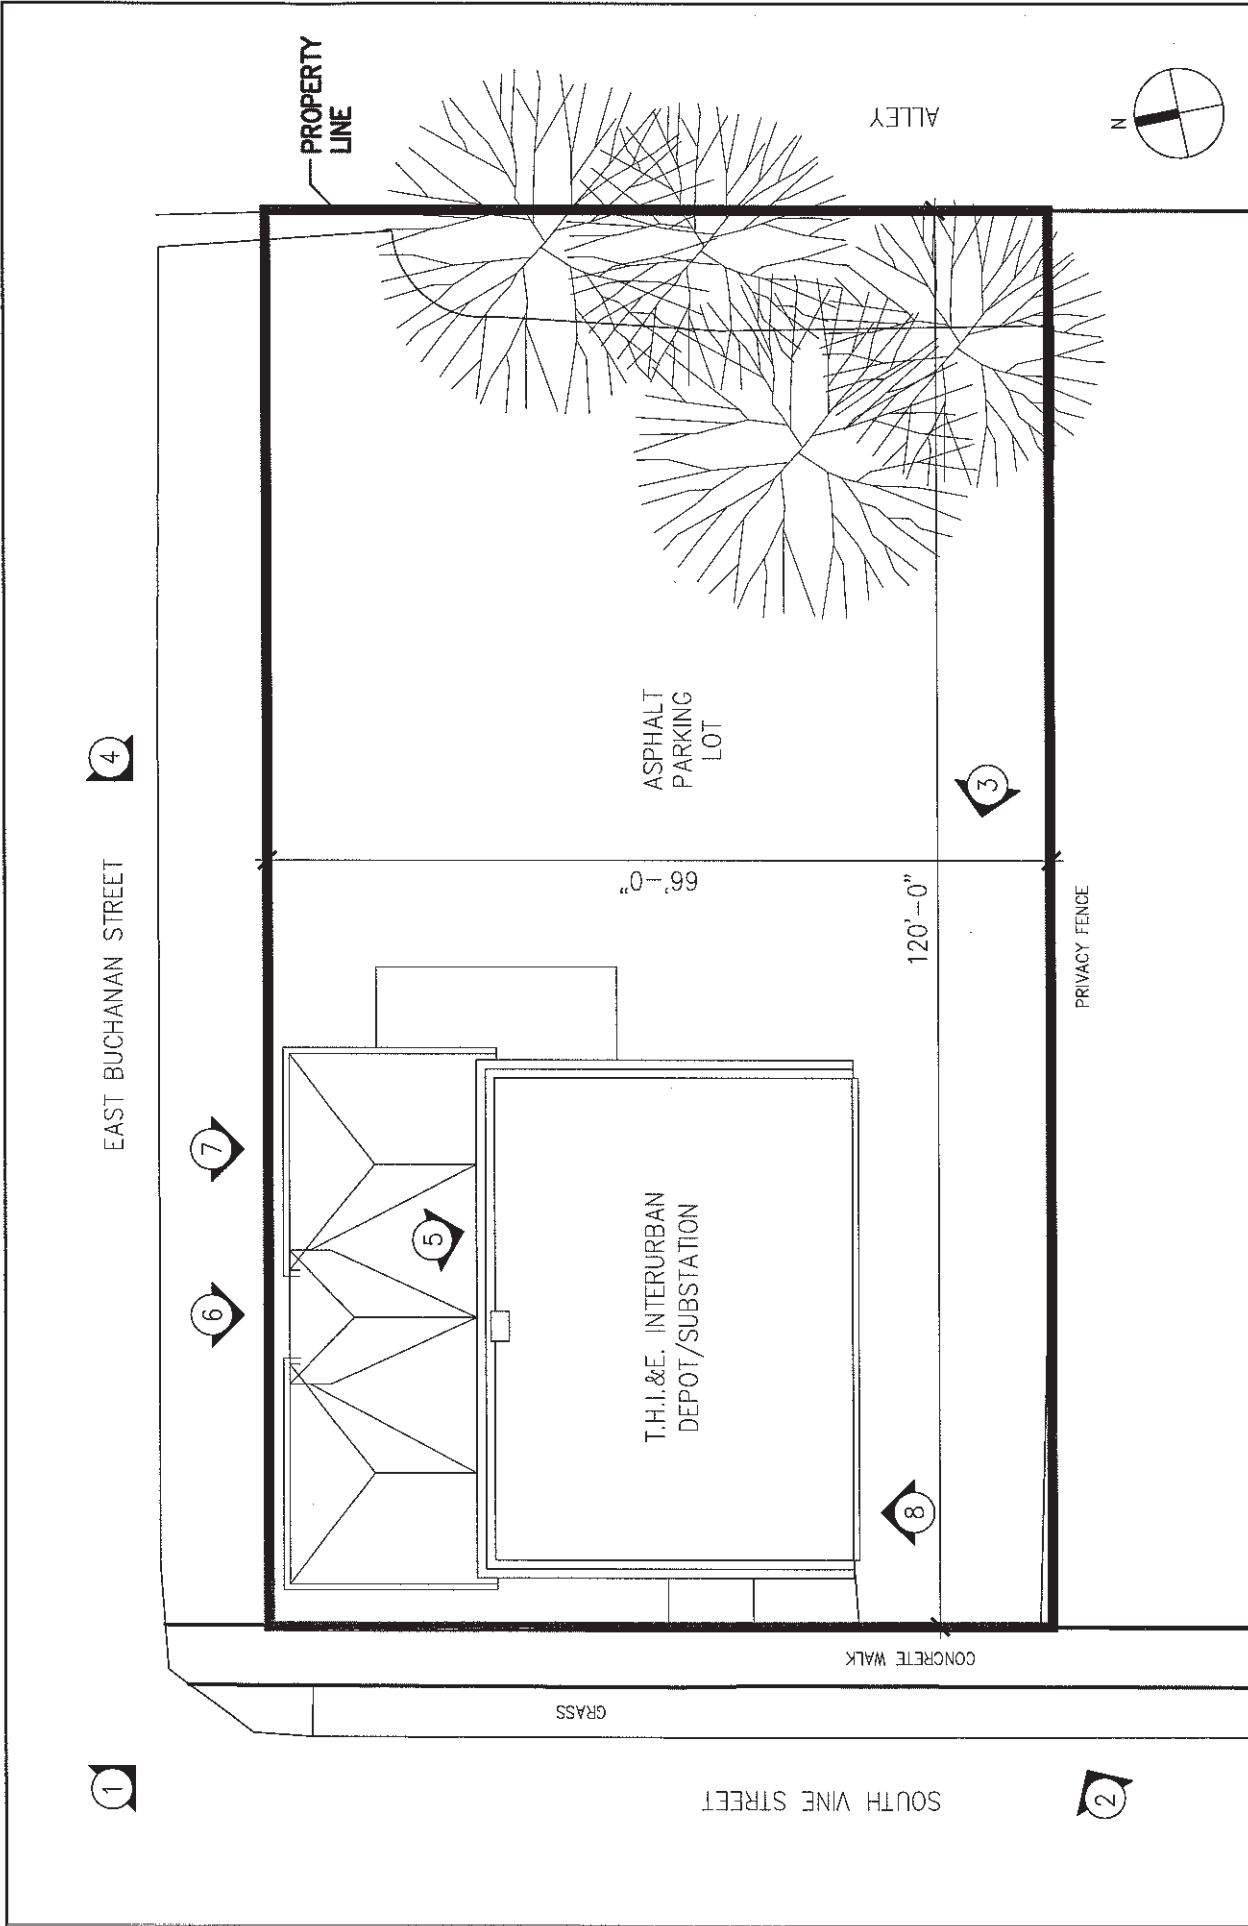 EAST BUCHANAN STREET
1
6
7
4
PROPERTY
LINE
5
T.H.I.&E. INTERURBAN
DEPOT/SUBSTATION
66'-0"
ASPHALT
PARKING
LOT
ALLEY
N
SOUTH VINE STREET
GRASS
CONCRETE WALK
8
120'-0"
3
2
PRIVACY FENCE